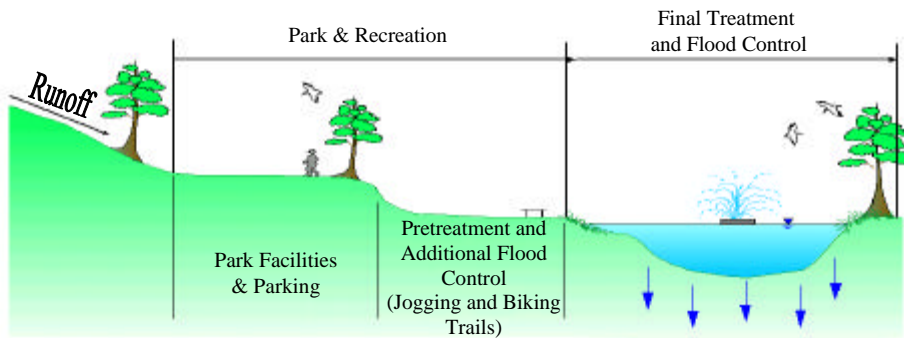 Park & Recreation
Final Treatment
and Flood Control
Runoff
Park Facilities
& Parking
Pretreatment and
Additional Flood
Control
(Jogging and Biking
Trails)